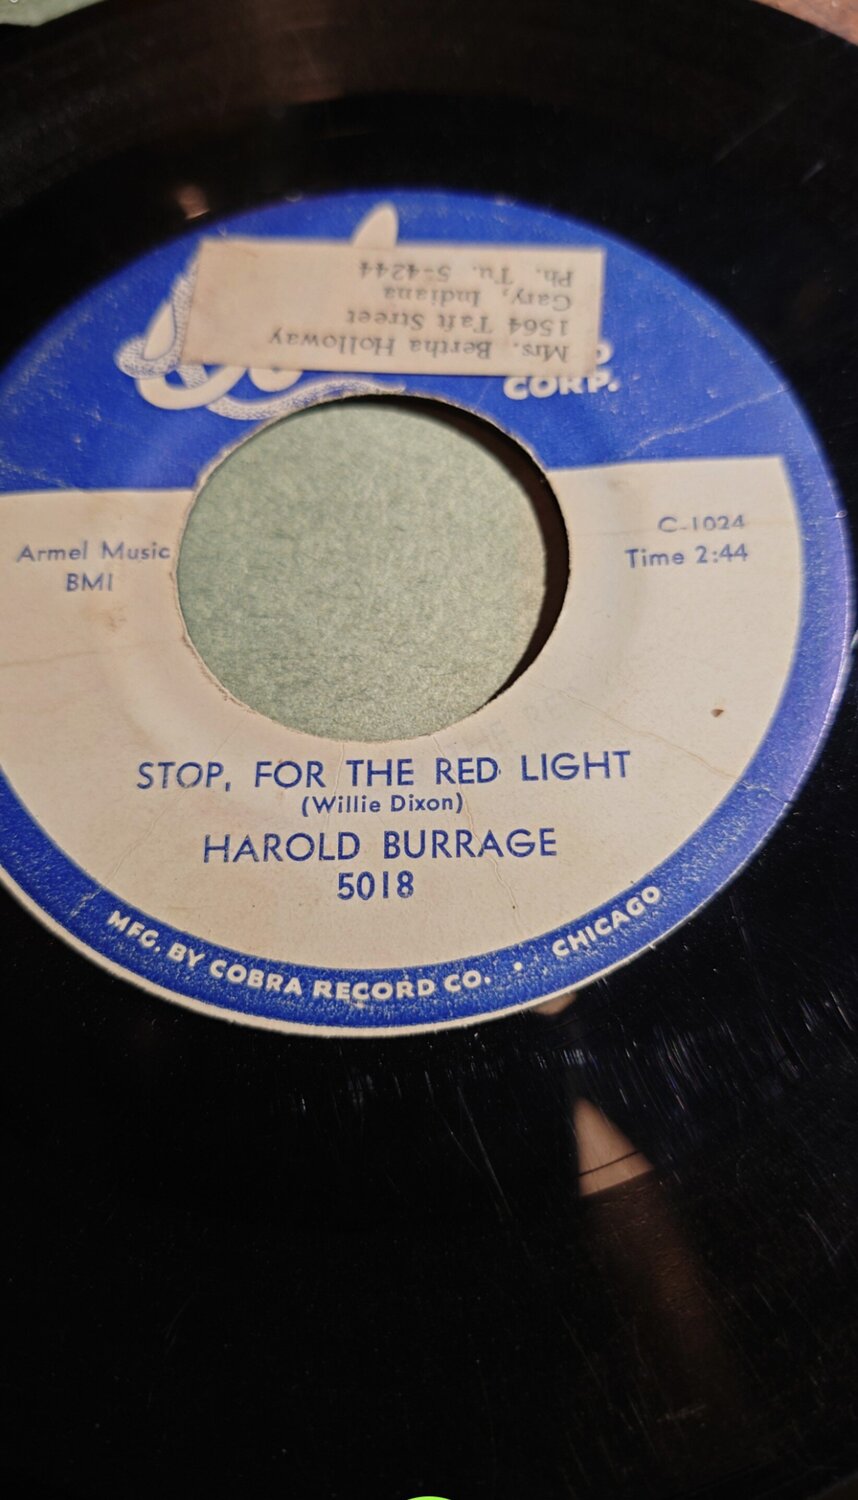 Mrs. Bertha Holloway
1564 Taft Street
Gary, Indiana
Ph. Tu. 5-4244
CORP.
Armel Music
BMI
C-1024
Time 2:44
STOP, FOR THE RED LIGHT
(Willie Dixon)
HAROLD BURRAGE
5018
MFG. BY COBRA RECORD CO. • CHICAGO